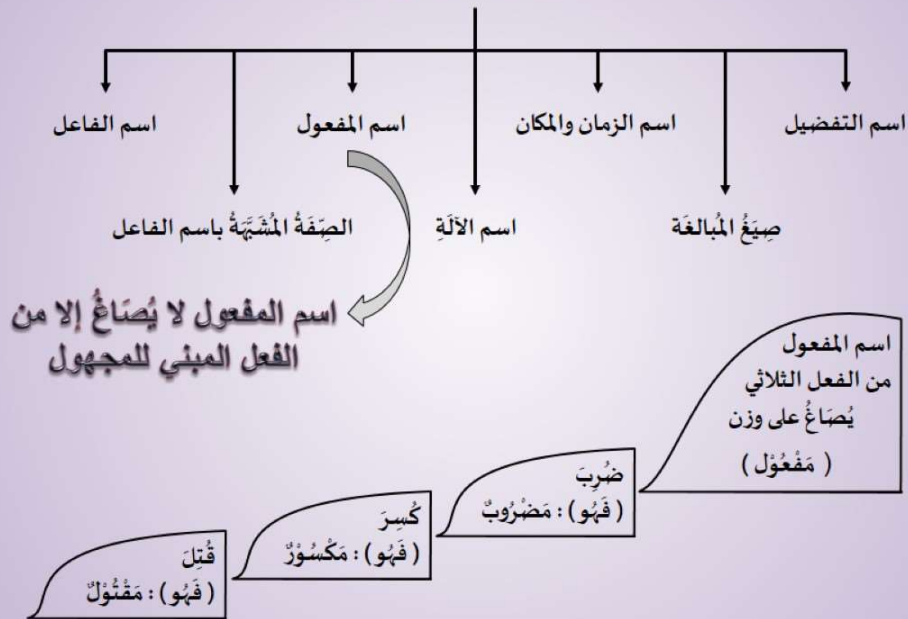 اسم التفضيل
اسم الزمان والمكان
اسم المفعول
اسم الفاعل
صِيَغُ المُبالغَة
اسم الآلَةِ
الصِّفَةُ المُشَبَّهَةُ باسم الفاعل
اسم المفعول لا يُصَاغُ إلا من
الفعل المبني للمجهول
اسم المفعول
من الفعل الثلاثي
يُصَاغُ على وزن
( مَفْعُوْل )
ضُرِبَ
( فَهُو ) : مَضْرُوبٌ
كُسِرَ
( فَهُو ) : مَكْسُوْرٌ
قُتِلَ
( فَهُو ) : مَقْتُوْلٌ